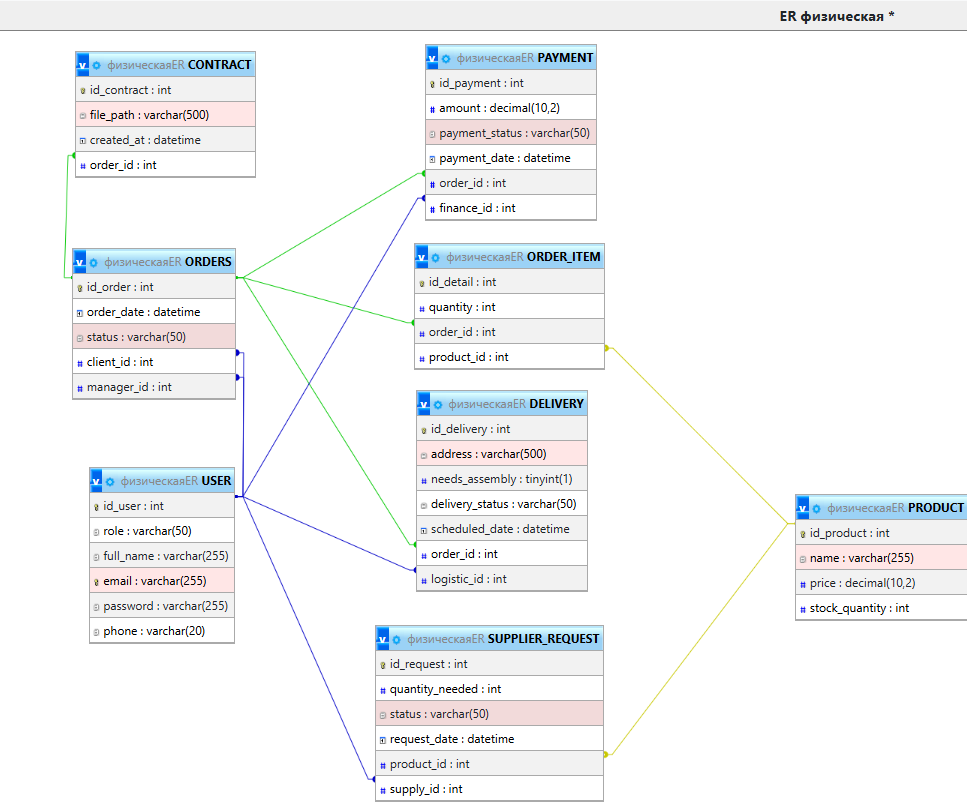 ER физическая *
v физическаяER CONTRACT
id_contract : int
file_path : varchar(500)
created_at : datetime
# order_id : int
v физическаяER PAYMENT
id_payment : int
# amount : decimal(10,2)
payment_status : varchar(50)
payment_date : datetime
# order_id : int
# finance_id : int
v физическаяER ORDERS
id_order : int
order_date : datetime
status : varchar(50)
# client_id : int
# manager_id : int
v физическаяER ORDER_ITEM
id_detail : int
# quantity : int
# order_id : int
# product_id : int
v физическаяER DELIVERY
id_delivery : int
address : varchar(500)
# needs_assembly : tinyint(1)
delivery_status : varchar(50)
scheduled_date : datetime
# order_id : int
# logistic_id : int
v физическаяER USER
id_user : int
role : varchar(50)
full_name : varchar(255)
email : varchar(255)
password : varchar(255)
phone : varchar(20)
v физическаяER PRODUCT
id_product : int
name : varchar(255)
# price : decimal(10,2)
# stock_quantity : int
v физическаяER SUPPLIER_REQUEST
id_request : int
# quantity_needed : int
status : varchar(50)
request_date : datetime
# product_id : int
# supply_id : int